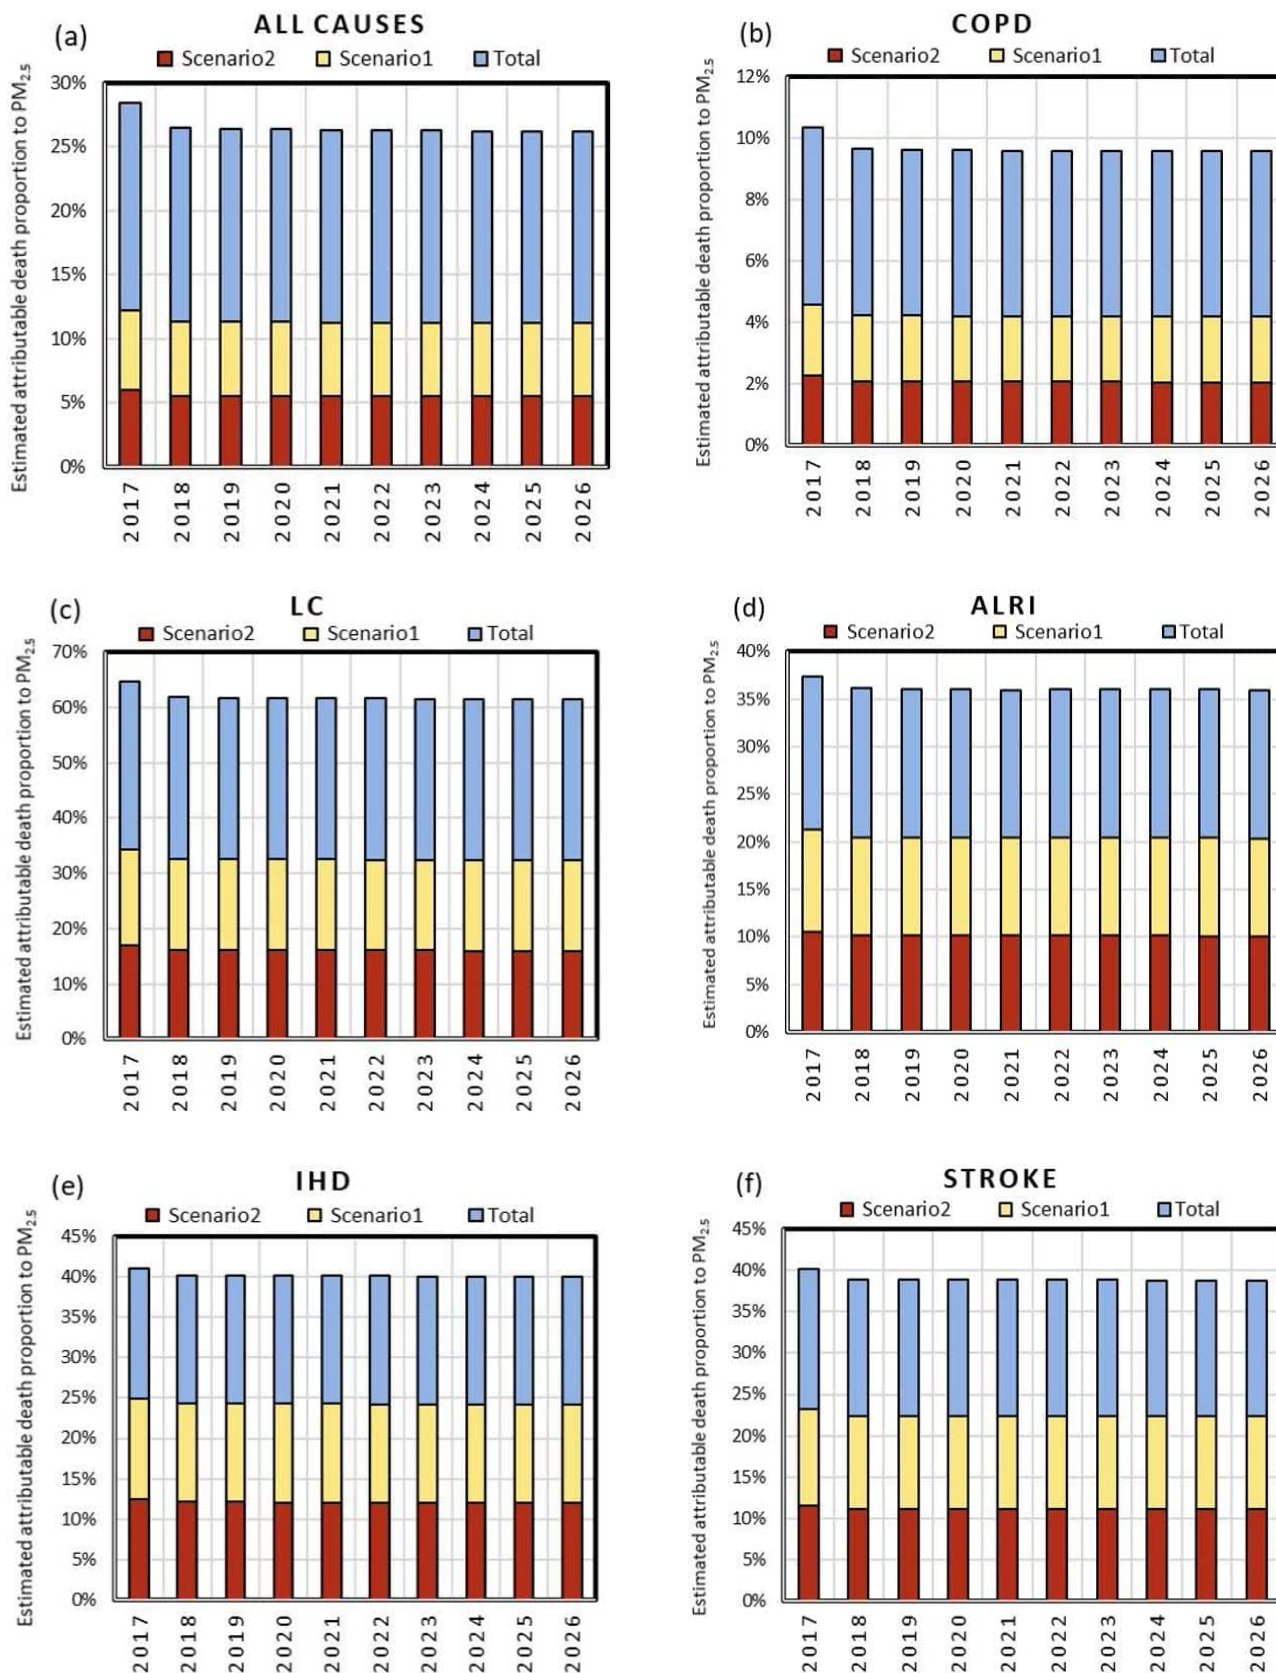 (a)
ALL CAUSES
Scenario2 Scenario1 Total
Estimated attributable death proportion to PM2.5
30%
25%
20%
15%
10%
5%
0%
2017 2018 2019 2020 2021 2022 2023 2024 2025 2026
(b)
COPD
Scenario2 Scenario1 Total
Estimated attributable death proportion to PM2.5
12%
10%
8%
6%
4%
2%
0%
2017 2018 2019 2020 2021 2022 2023 2024 2025 2026
(c)
LC
Scenario2 Scenario1 Total
Estimated attributable death proportion to PM2.5
70%
60%
50%
40%
30%
20%
10%
0%
2017 2018 2019 2020 2021 2022 2023 2024 2025 2026
(d)
ALRI
Scenario2 Scenario1 Total
Estimated attributable death proportion to PM2.5
40%
35%
30%
25%
20%
15%
10%
5%
0%
2017 2018 2019 2020 2021 2022 2023 2024 2025 2026
(e)
IHD
Scenario2 Scenario1 Total
Estimated attributable death proportion to PM2.5
45%
40%
35%
30%
25%
20%
15%
10%
5%
0%
2017 2018 2019 2020 2021 2022 2023 2024 2025 2026
(f)
STROKE
Scenario2 Scenario1 Total
Estimated attributable death proportion to PM2.5
45%
40%
35%
30%
25%
20%
15%
10%
5%
0%
2017 2018 2019 2020 2021 2022 2023 2024 2025 2026